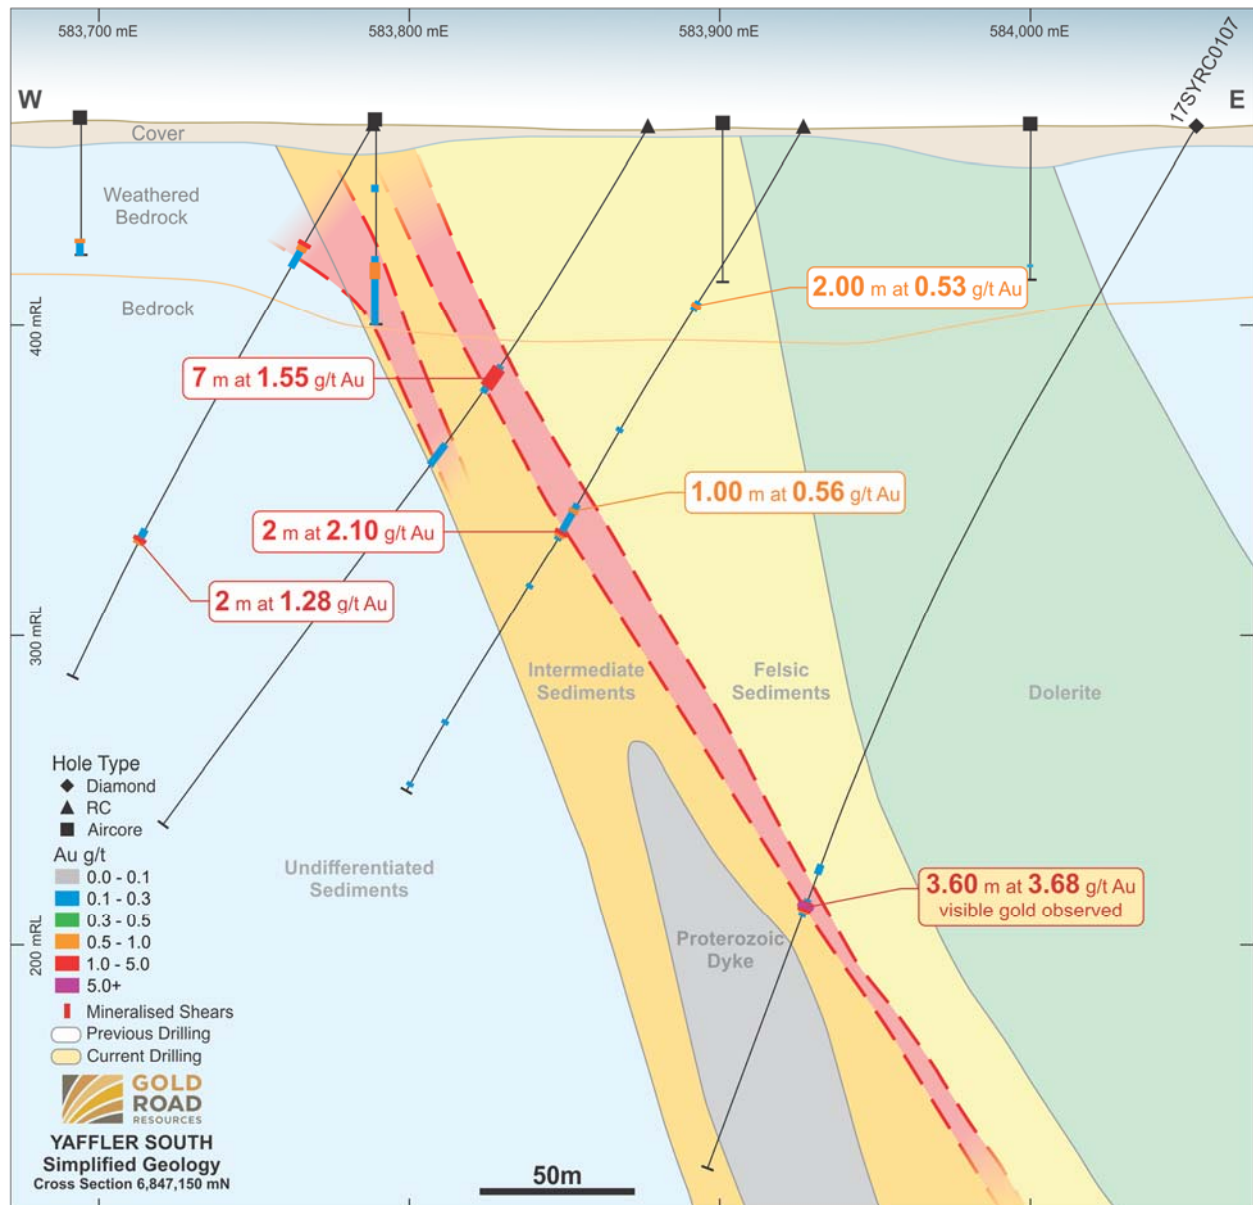 583,700 mE
583,800 mE
583,900 mE
584,000 mE
17SYRC0107
W
E
Cover
Weathered
Bedrock
Bedrock
400 mRL
2.00 m at 0.53 g/t Au
7 m at 1.55 g/t Au
1.00 m at 0.56 g/t Au
2 m at 2.10 g/t Au
2 m at 1.28 g/t Au
300 mRL
Intermediate
Sediments
Felsic
Sediments
Dolerite
Hole Type
Diamond
RC
Aircore
Au g/t
0.0 - 0.1
0.1 - 0.3
0.3 - 0.5
0.5 - 1.0
1.0 - 5.0
5.0+
Mineralised Shears
Previous Drilling
Current Drilling
Undifferentiated
Sediments
3.60 m at 3.68 g/t Au
visible gold observed
Proterozoic
Dyke
200 mRL
GOLD
ROAD
RESOURCES
YAFFLER SOUTH
Simplified Geology
Cross Section 6,847,150 mN
50m